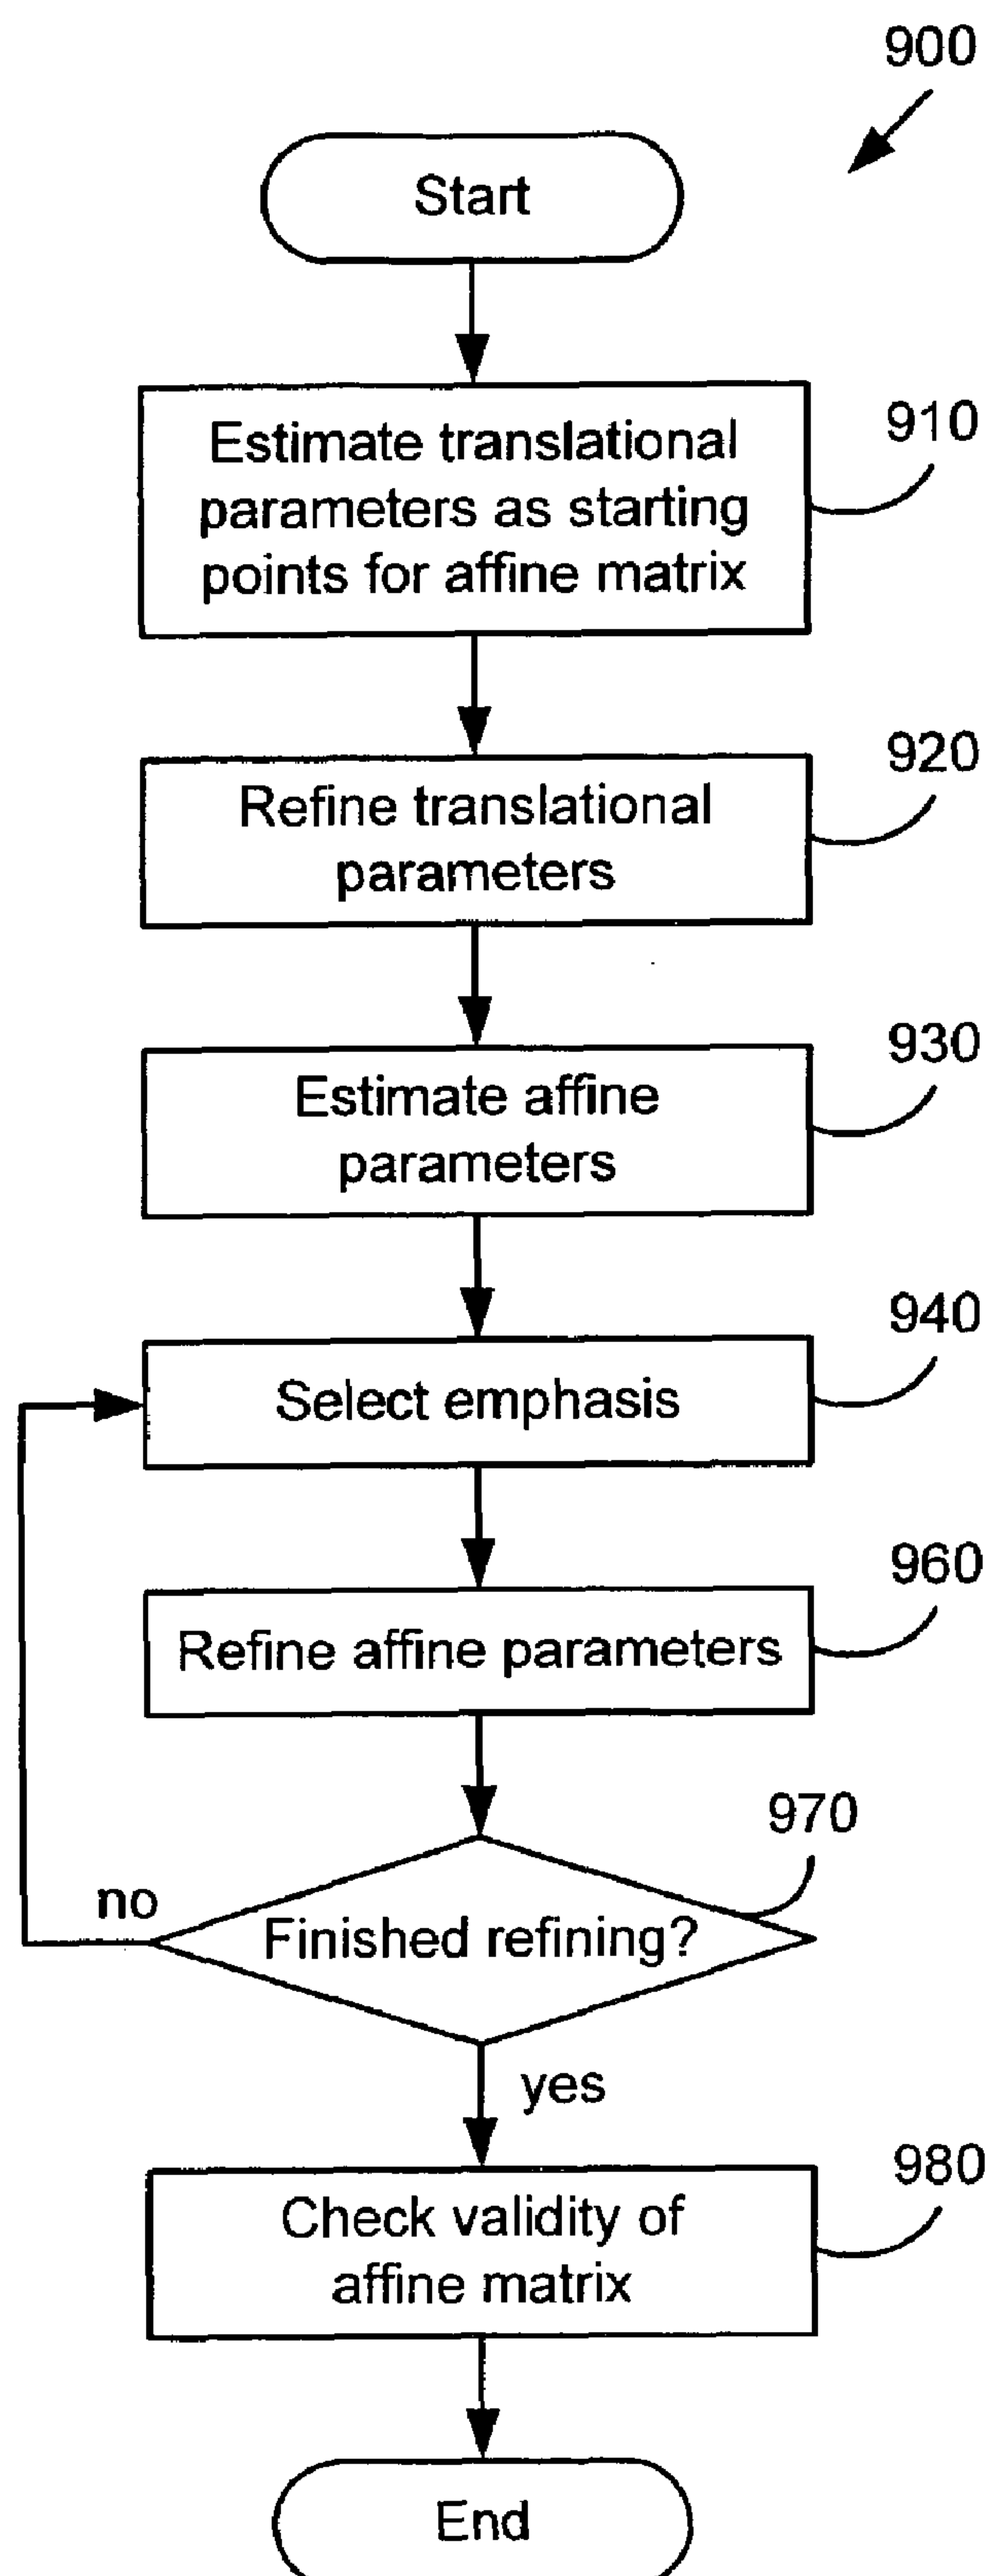 900
Start
Estimate translational
parameters as starting
points for affine matrix
910
Refine translational
parameters
920
Estimate affine
parameters
930
Select emphasis
940
Refine affine parameters
960
Finished refining?
970
no
yes
Check validity of
affine matrix
980
End